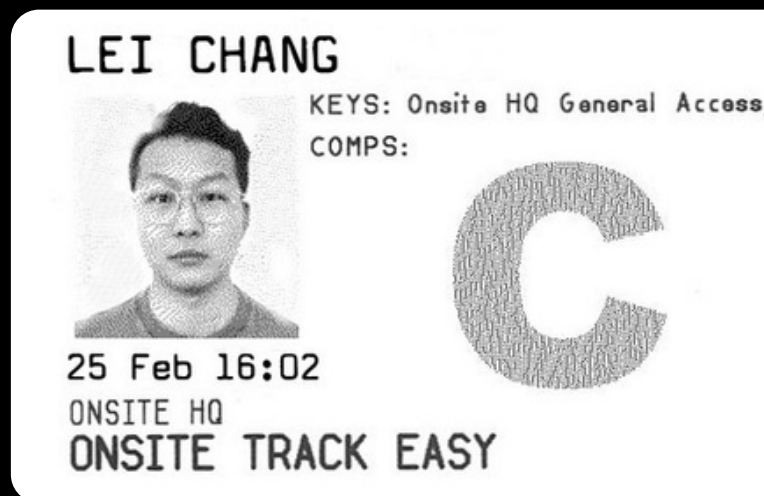 LEI CHANG
KEYS: Onsite HQ General Access
COMPS:
C
25 Feb 16:02
ONSITE HQ
ONSITE TRACK EASY